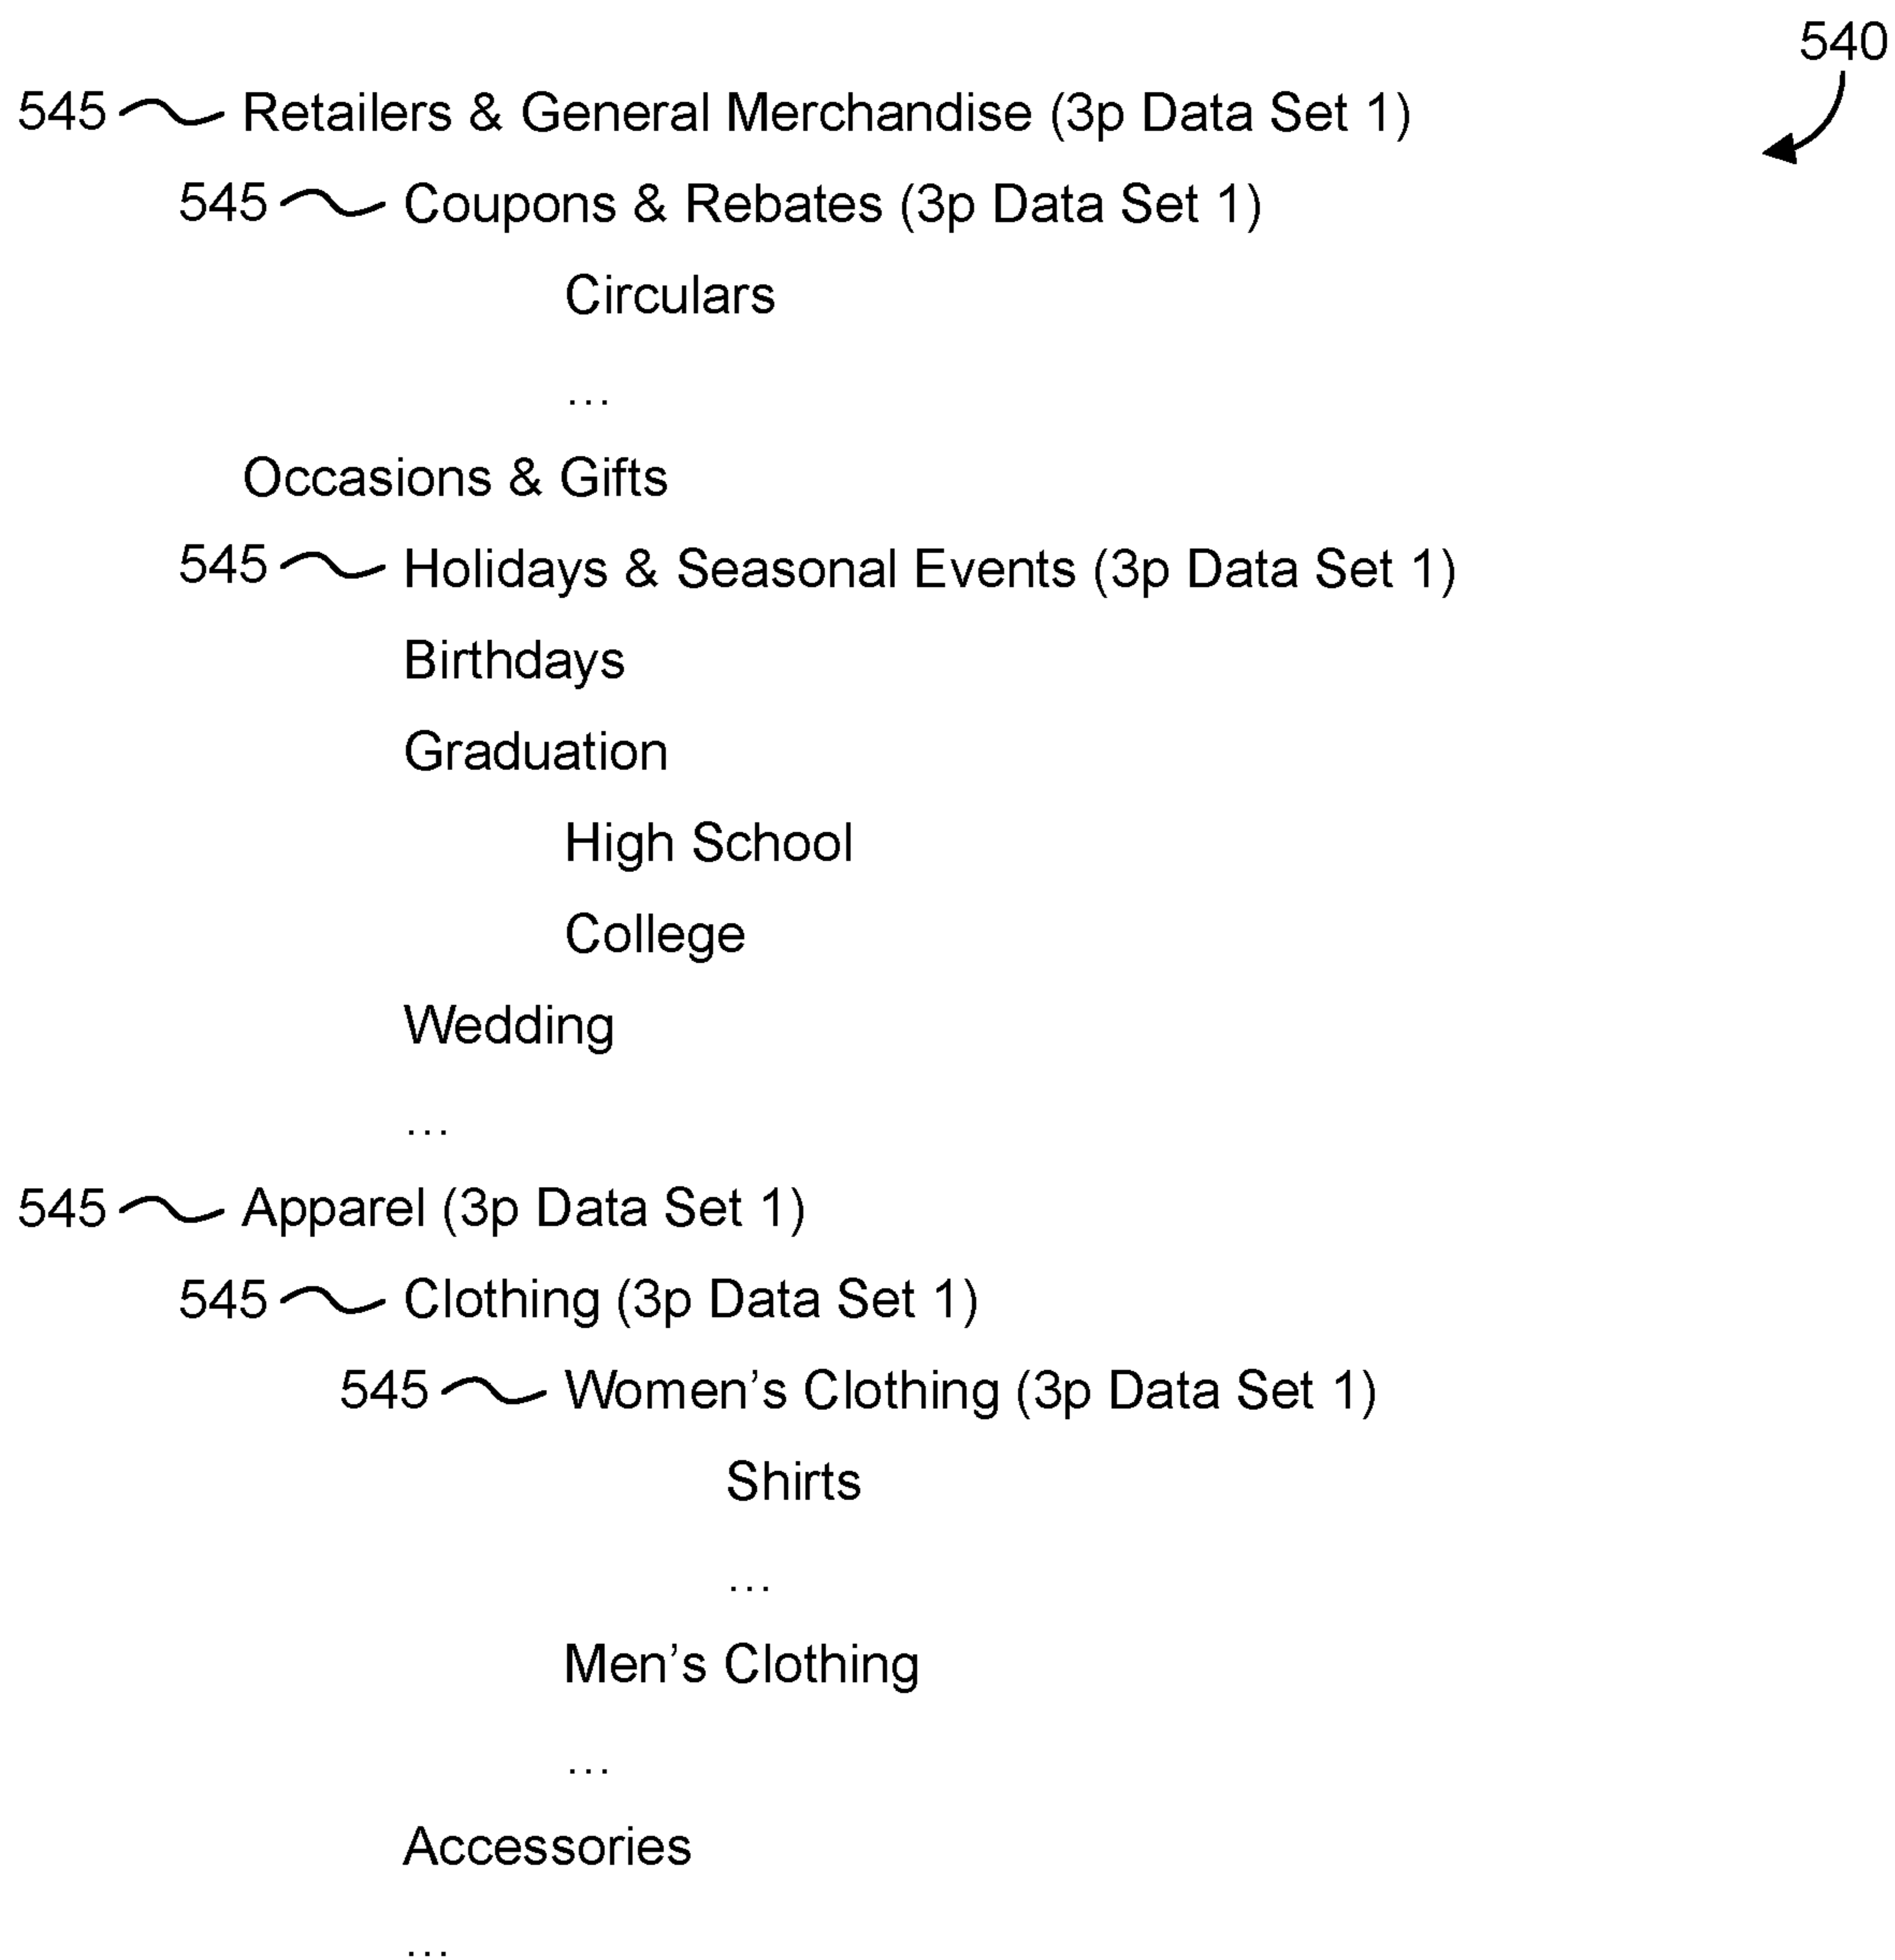 540
545 Retailers & General Merchandise (3p Data Set 1)
545 Coupons & Rebates (3p Data Set 1)
Circulars
...
Occasions & Gifts
545 Holidays & Seasonal Events (3p Data Set 1)
Birthdays
Graduation
High School
College
Wedding
...
545 Apparel (3p Data Set 1)
545 Clothing (3p Data Set 1)
545 Women’s Clothing (3p Data Set 1)
Shirts
...
Men’s Clothing
...
Accessories
...